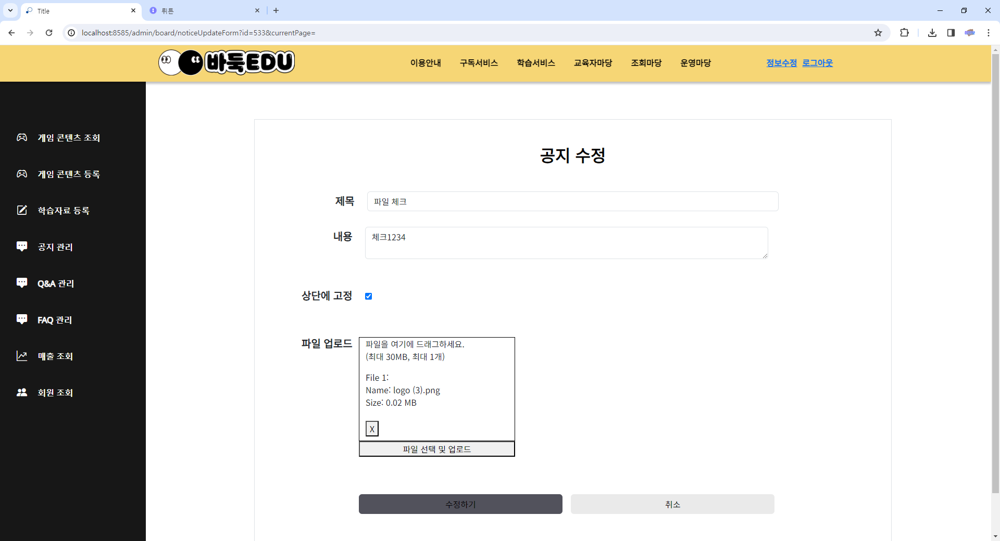 Title
뤼튼
localhost:8585/admin/board/noticeUpdateForm?id=533&currentPage=
바둑EDU
이용안내 구독서비스 학습서비스 교육자마당 조회마당 운영마당 정보수정 로그아웃
게임 콘텐츠 조회
게임 콘텐츠 등록
학습자료 등록
공지 관리
Q&A 관리
FAQ 관리
매출 조회
회원 조회
공지 수정
제목 파일 체크
내용 체크1234
상단에 고정
파일 업로드 파일을 여기에 드래그하세요.
(최대 30MB, 최대 1개)
File 1:
Name: logo (3).png
Size: 0.02 MB
X
파일 선택 및 업로드
수정하기 취소